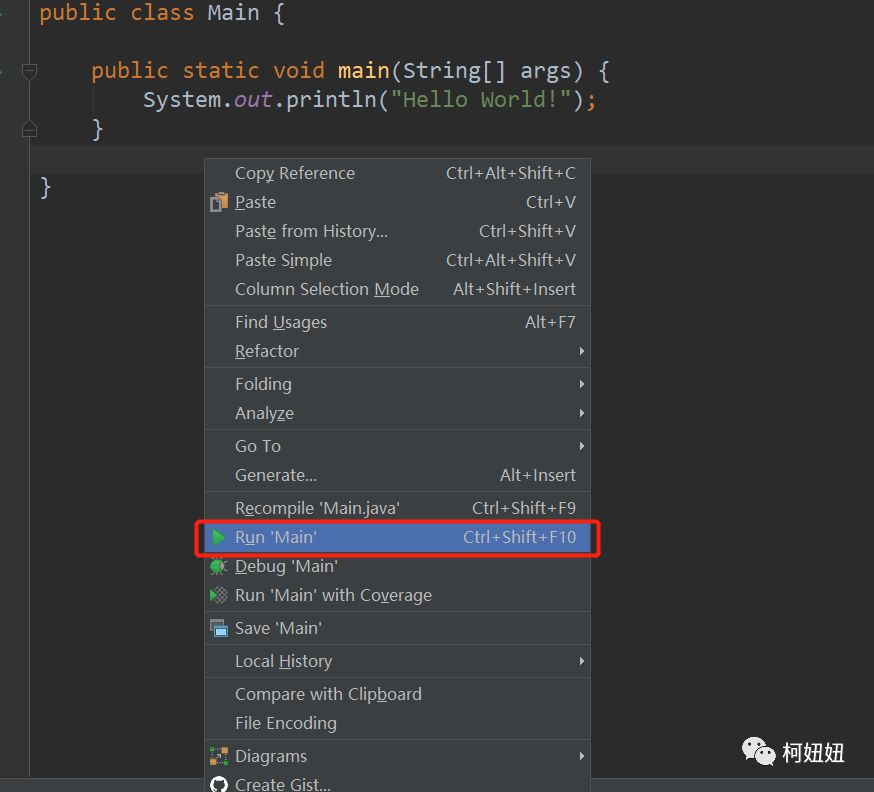 public class Main {
public static void main(String[] args) {
System.out.println("Hello World!");
}
}
Copy Reference Ctrl+Alt+Shift+C
Paste Ctrl+V
Paste from History... Ctrl+Shift+V
Paste Simple Ctrl+Alt+Shift+V
Column Selection Mode Alt+Shift+Insert
Find Usages Alt+F7
Refactor
Folding
Analyze
Go To
Generate... Alt+Insert
Recompile 'Main.java' Ctrl+Shift+F9
Run 'Main' Ctrl+Shift+F10
Debug 'Main'
Run 'Main' with Coverage
Save 'Main'
Local History
Compare with Clipboard
File Encoding
Diagrams
Create Gist...
柯妞妞